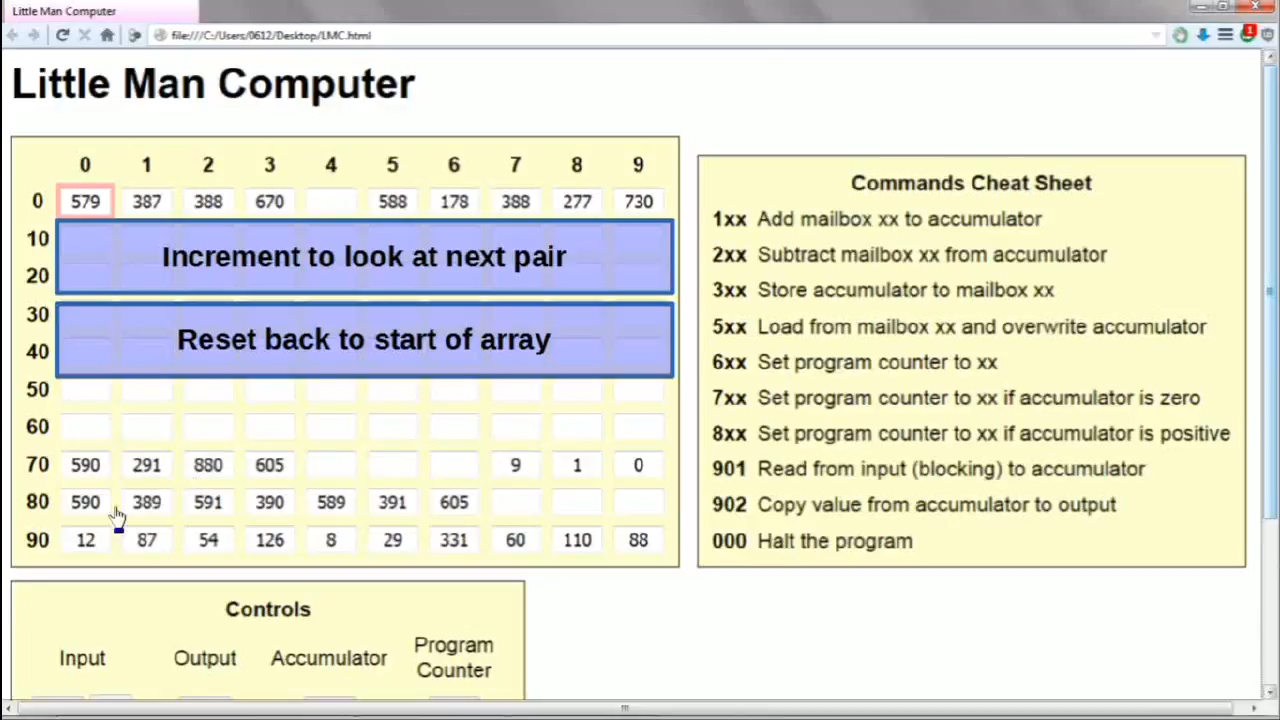 Little Man Computer
file:///C:/Users/0612/Desktop/LMC.html
1
Little Man Computer
0 1 2 3 4 5 6 7 8 9
0 579 387 388 670 588 178 388 277 730
10
Increment to look at next pair
20
30
Reset back to start of array
40
50
60
70 590 291 880 605 9 1 0
80 590 389 591 390 589 391 605
90 12 87 54 126 8 29 331 60 110 88
Commands Cheat Sheet
1xx Add mailbox xx to accumulator
2xx Subtract mailbox xx from accumulator
3xx Store accumulator to mailbox xx
5xx Load from mailbox xx and overwrite accumulator
6xx Set program counter to xx
7xx Set program counter to xx if accumulator is zero
8xx Set program counter to xx if accumulator is positive
901 Read from input (blocking) to accumulator
902 Copy value from accumulator to output
000 Halt the program
Controls
Input Output Accumulator Program
Counter